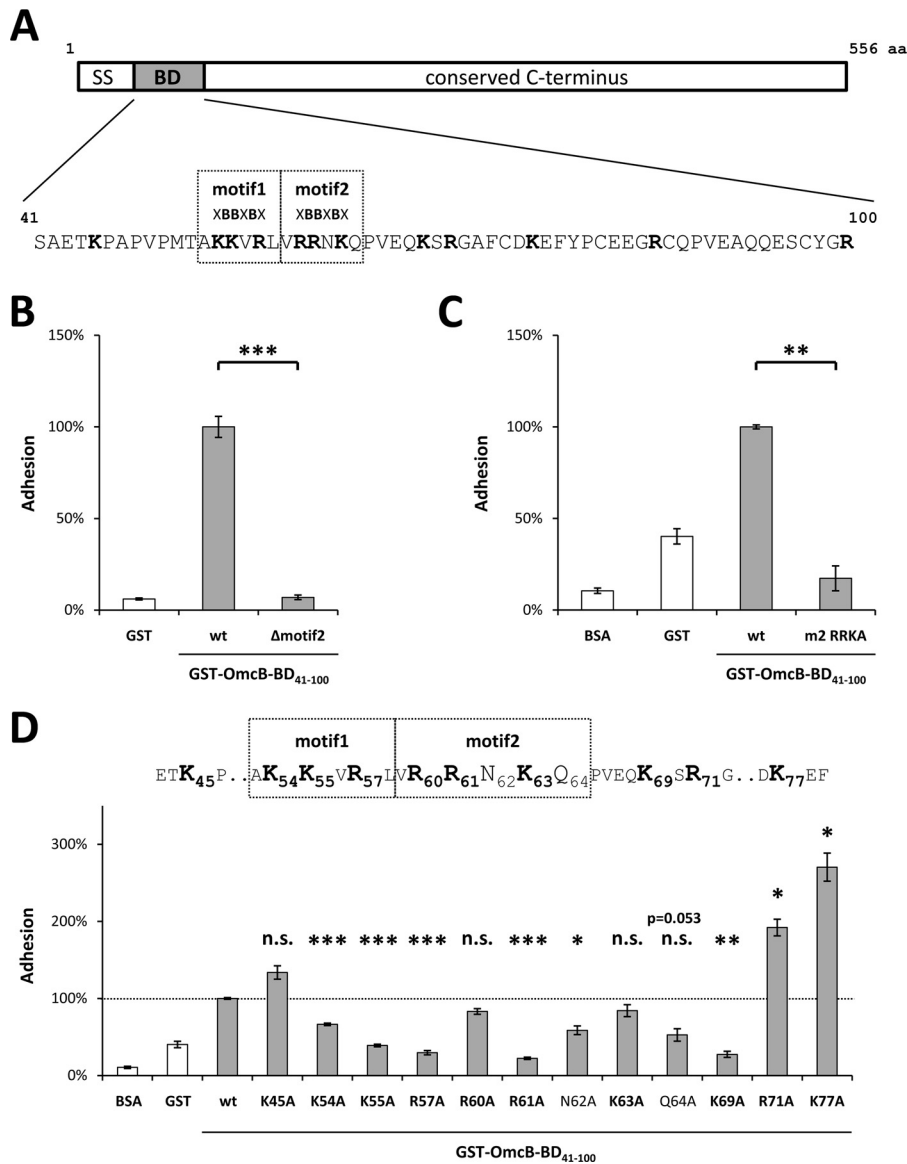 A
1 556 aa
SS BD conserved C-terminus
motif1 motif2
XBBXBX XBBXBX
41 100
SAETKPAPVPMTAKKVRLVRRNKQPVEQKSRGAFCDKEFYPCEEGRCQPVEAQQESCYGR
B
150%
100%
50%
0%
Adhesion
***
GST wt Δmotif2
GST-OmcB-BD41-100
C
150%
100%
50%
0%
Adhesion
**
BSA GST wt m2 RRKA
GST-OmcB-BD41-100
D
motif1 motif2
ETK45P..AK54K55VR57LVR60R61N62K63Q64PVEQK69SR71G..DK77EF
300%
200%
100%
0%
Adhesion
p=0.053
n.s. *** *** *** n.s. *** * n.s. n.s. ** * *
BSA GST wt K45A K54A K55A R57A R60A R61A N62A K63A Q64A K69A R71A K77A
GST-OmcB-BD41-100